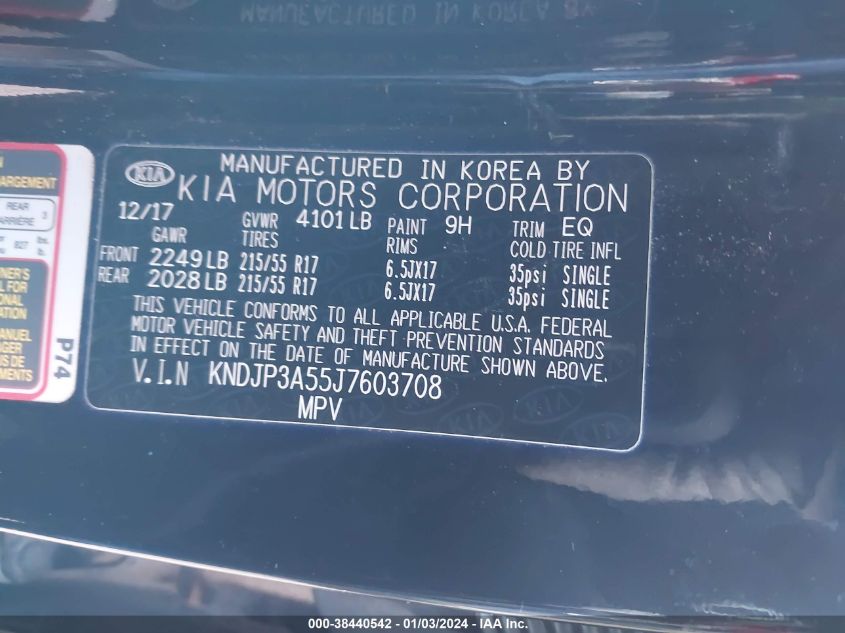 MANUFACTURED IN KOREA BY
KIA KIA MOTORS CORPORATION
12/17 GVWR 4101 LB PAINT 9H TRIM EQ
GAWR TIRES RIMS COLD TIRE INFL
FRONT 2249 LB 215/55 R17 6.5JX17 35psi SINGLE
REAR 2028 LB 215/55 R17 6.5JX17 35psi SINGLE
THIS VEHICLE CONFORMS TO ALL APPLICABLE U.S.A. FEDERAL
MOTOR VEHICLE SAFETY AND THEFT PREVENTION STANDARDS
IN EFFECT ON THE DATE OF MANUFACTURE SHOWN ABOVE.
V.I.N KNDJP3A55J7603708
MPV
REAR 3
827 lbs.
P74
000-38440542 - 01/03/2024 - IAA Inc.